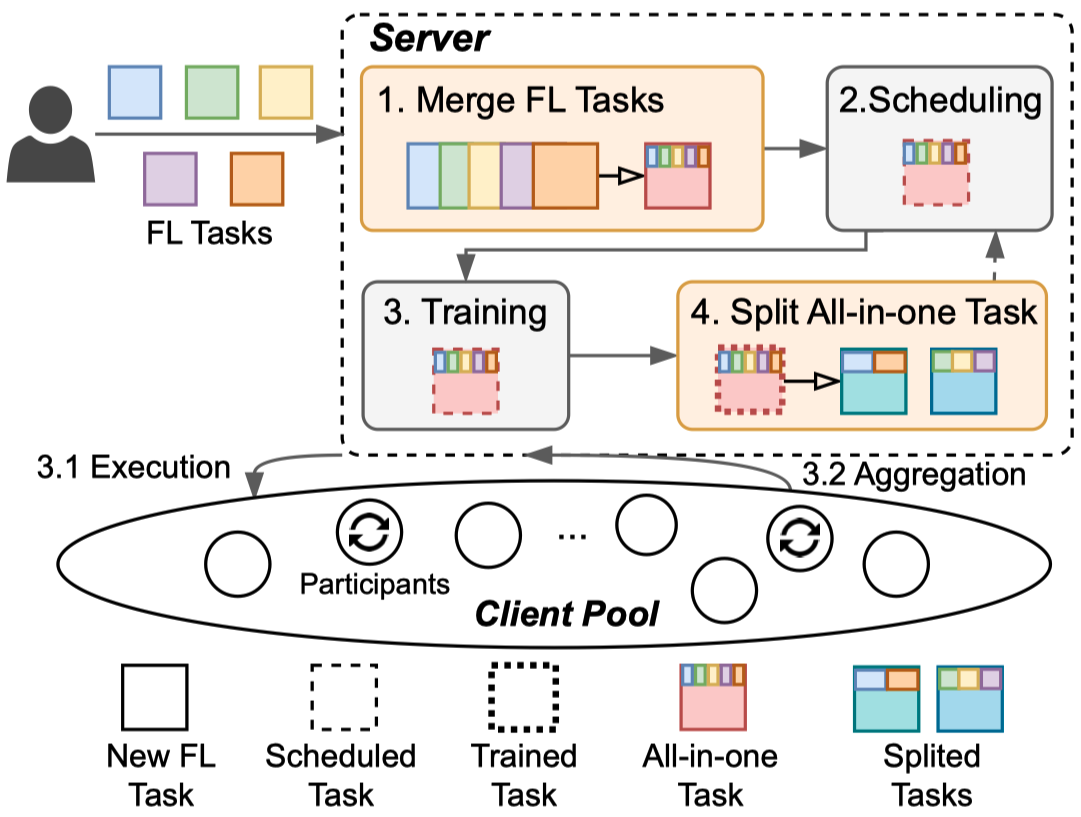 Server
1. Merge FL Tasks
2.Scheduling
FL Tasks
3. Training
4. Split All-in-one Task
3.1 Execution
3.2 Aggregation
...
Participants
Client Pool
New FL
Task
Scheduled
Task
Trained
Task
All-in-one
Task
Splited
Tasks